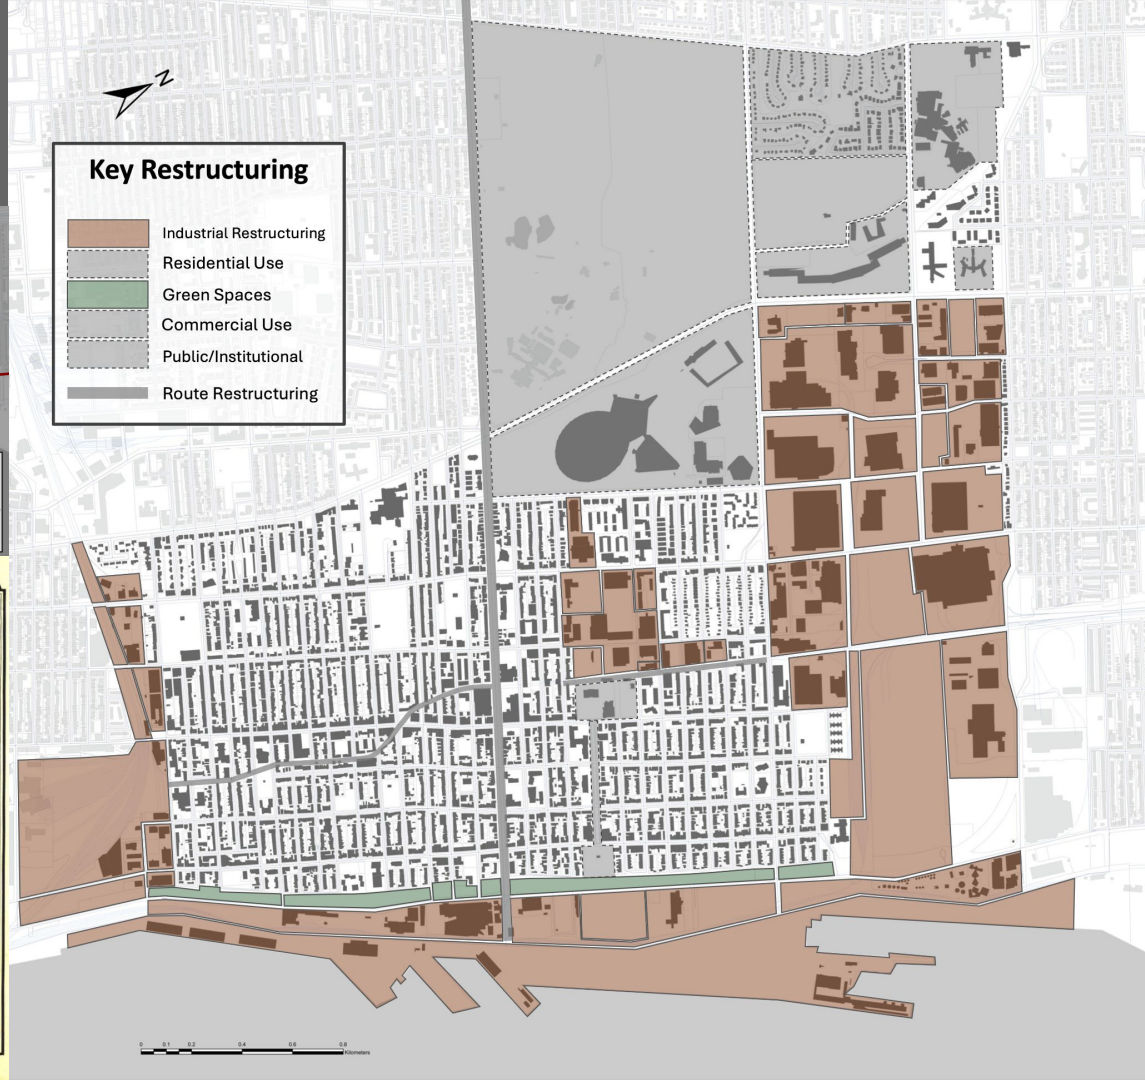 N
Key Restructuring
Industrial Restructuring
Residential Use
Green Spaces
Commercial Use
Public/Institutional
Route Restructuring
0 0.1 0.2 0.4 0.6 0.8
Kilometers